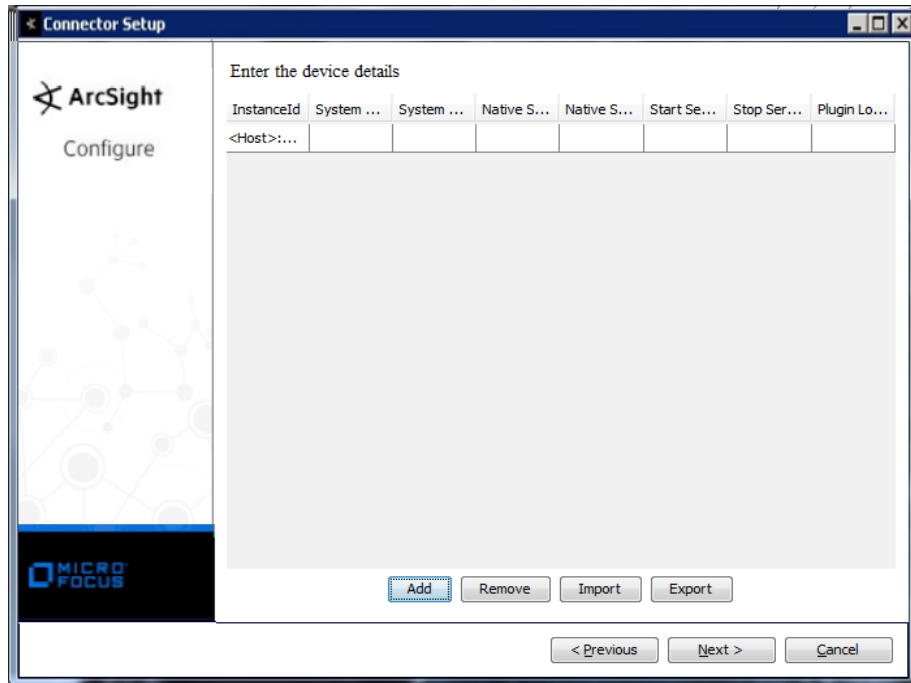 Connector Setup
ArcSight
Configure
Enter the device details
InstanceId System ... System ... Native S... Native S... Start Se... Stop Ser... Plugin Lo...
<Host>:...
MICRO
FOCUS
Add Remove Import Export
< Previous Next > Cancel